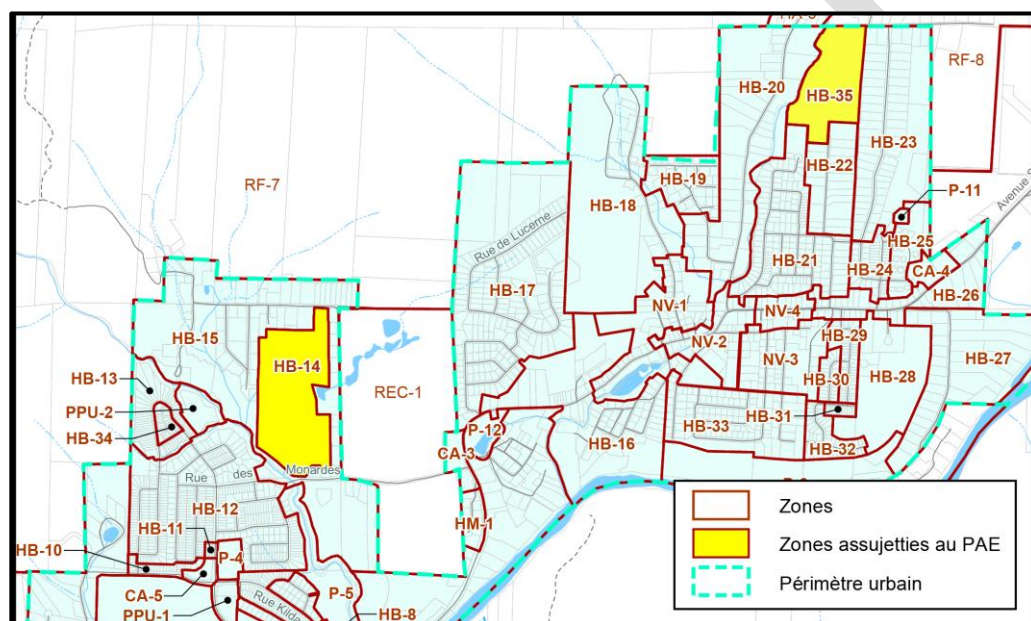 HB-20
HB-35
RF-8
HB-23
HB-22
HB-19
RF-7
P-11
Avenue S
HB-18
Rue de Lucerne
HB-25
HB-21
HB-24
CA-4
HB-17
HB-26
NV-1
NV-4
HB-15
NV-2
HB-29
HB-14
NV-3
HB-27
HB-13
HB-30
HB-28
REC-1
PPU-2
HB-31
HB-34
P-12
HB-33
HB-16
CA-3
HB-32
Rue des Monardes
HB-12
HM-1
HB-11
HB-10
P-4
CA-5
P-5
PPU-1
Rue Kilda
HB-8
Zones
Zones assujetties au PAE
Périmètre urbain